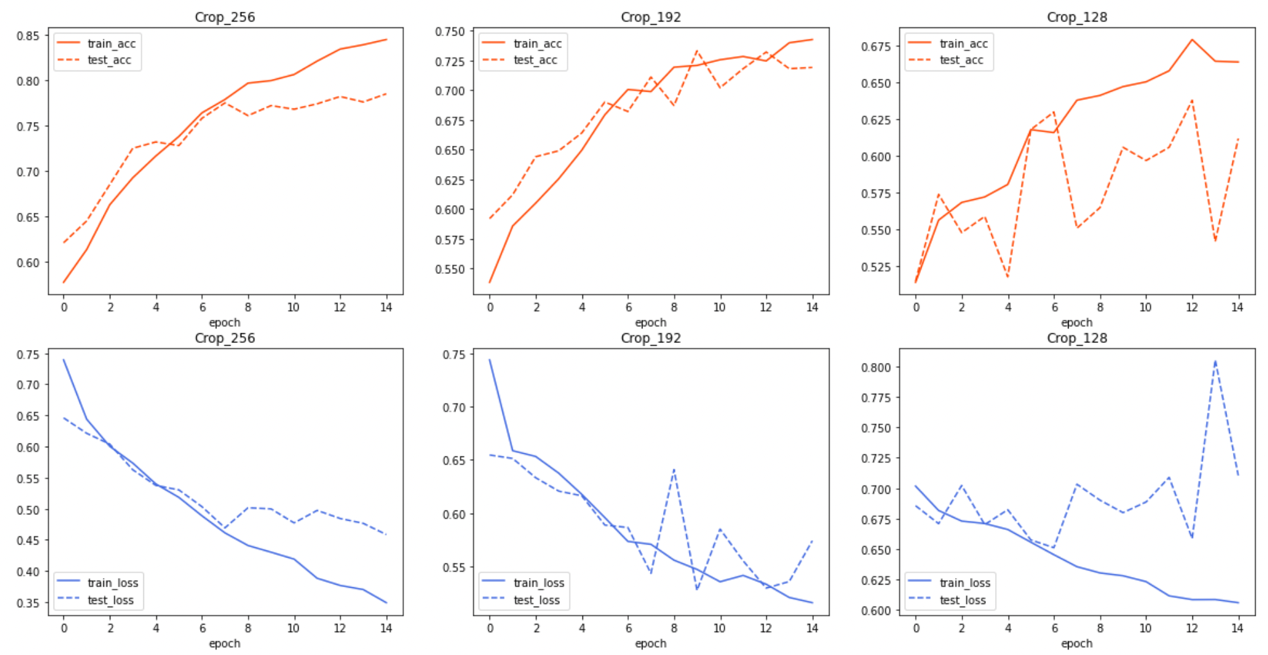 Crop_256
0.85
0.80
0.75
0.70
0.65
0.60
train_acc
test_acc
0 2 4 6 8 10 12 14
epoch
Crop_192
0.750
0.725
0.700
0.675
0.650
0.625
0.600
0.575
0.550
train_acc
test_acc
0 2 4 6 8 10 12 14
epoch
Crop_128
0.675
0.650
0.625
0.600
0.575
0.550
0.525
train_acc
test_acc
0 2 4 6 8 10 12 14
epoch
Crop_256
0.75
0.70
0.65
0.60
0.55
0.50
0.45
0.40
0.35
train_loss
test_loss
0 2 4 6 8 10 12 14
epoch
Crop_192
0.75
0.70
0.65
0.60
0.55
train_loss
test_loss
0 2 4 6 8 10 12 14
epoch
Crop_128
0.800
0.775
0.750
0.725
0.700
0.675
0.650
0.625
0.600
train_loss
test_loss
0 2 4 6 8 10 12 14
epoch